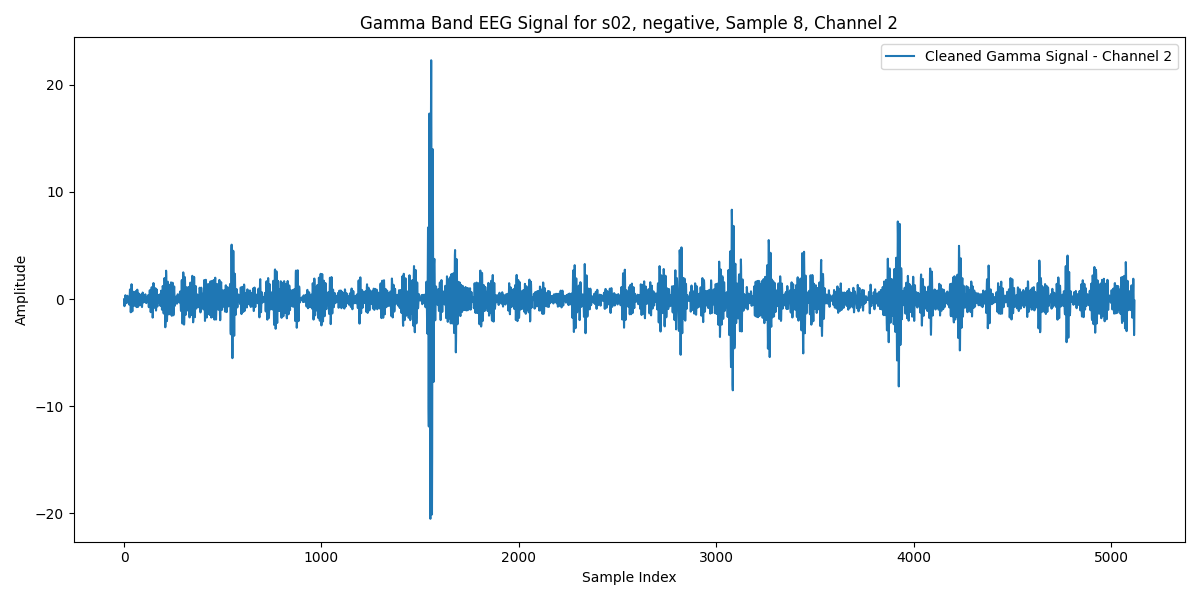 Gamma Band EEG Signal for s02, negative, Sample 8, Channel 2
Cleaned Gamma Signal - Channel 2
Amplitude
20
10
0
−10
−20
0 1000 2000 3000 4000 5000
Sample Index